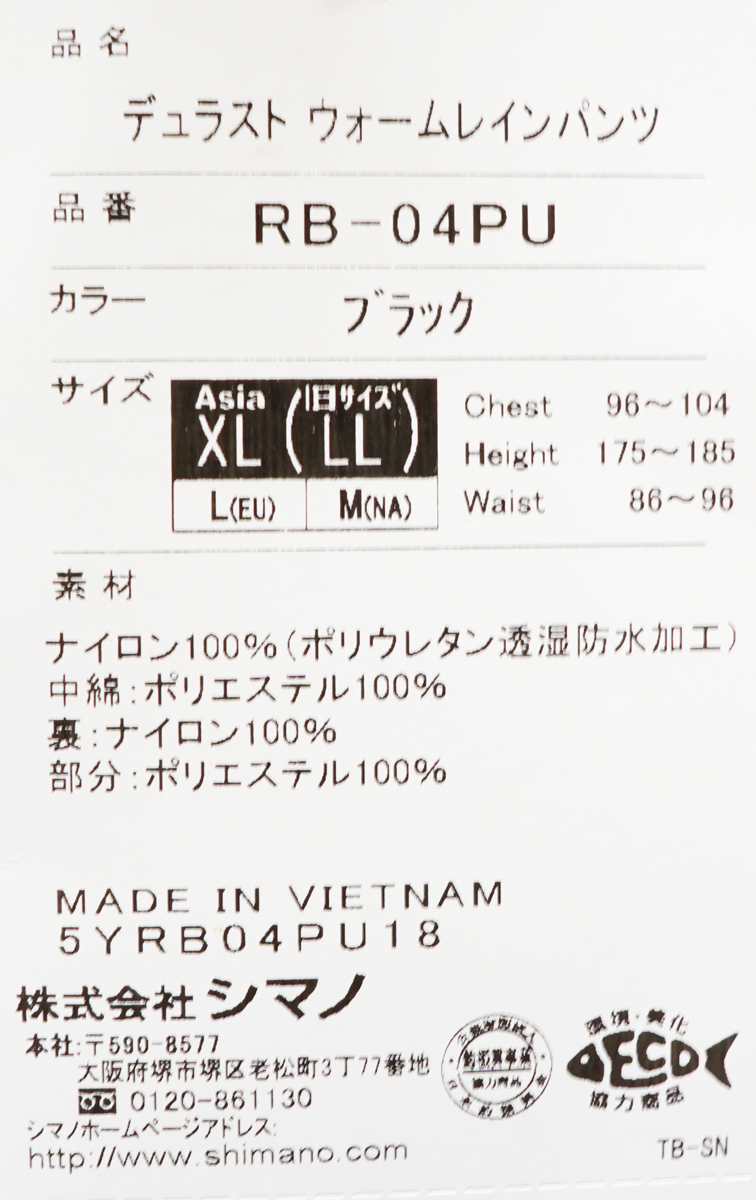 品名
デュラスト ウォームレインパンツ
品番 RB-04PU
カラー ブラック
サイズ
Asia (旧サイズ)
XL (LL)
L(EU) M(NA)
Chest 96～104
Height 175～185
Waist 86～96
素材
ナイロン100%(ポリウレタン透湿防水加工)
中綿:ポリエステル100%
裏:ナイロン100%
部分:ポリエステル100%
MADE IN VIETNAM
5YRB04PU18
株式会社シマノ
本社:〒590-8577
大阪府堺市堺区老松町3丁77番地
0120-861130
シマノホームページアドレス:
http://www.shimano.com
協力商品
環境・美化
ECO
協力商品
TB-SN